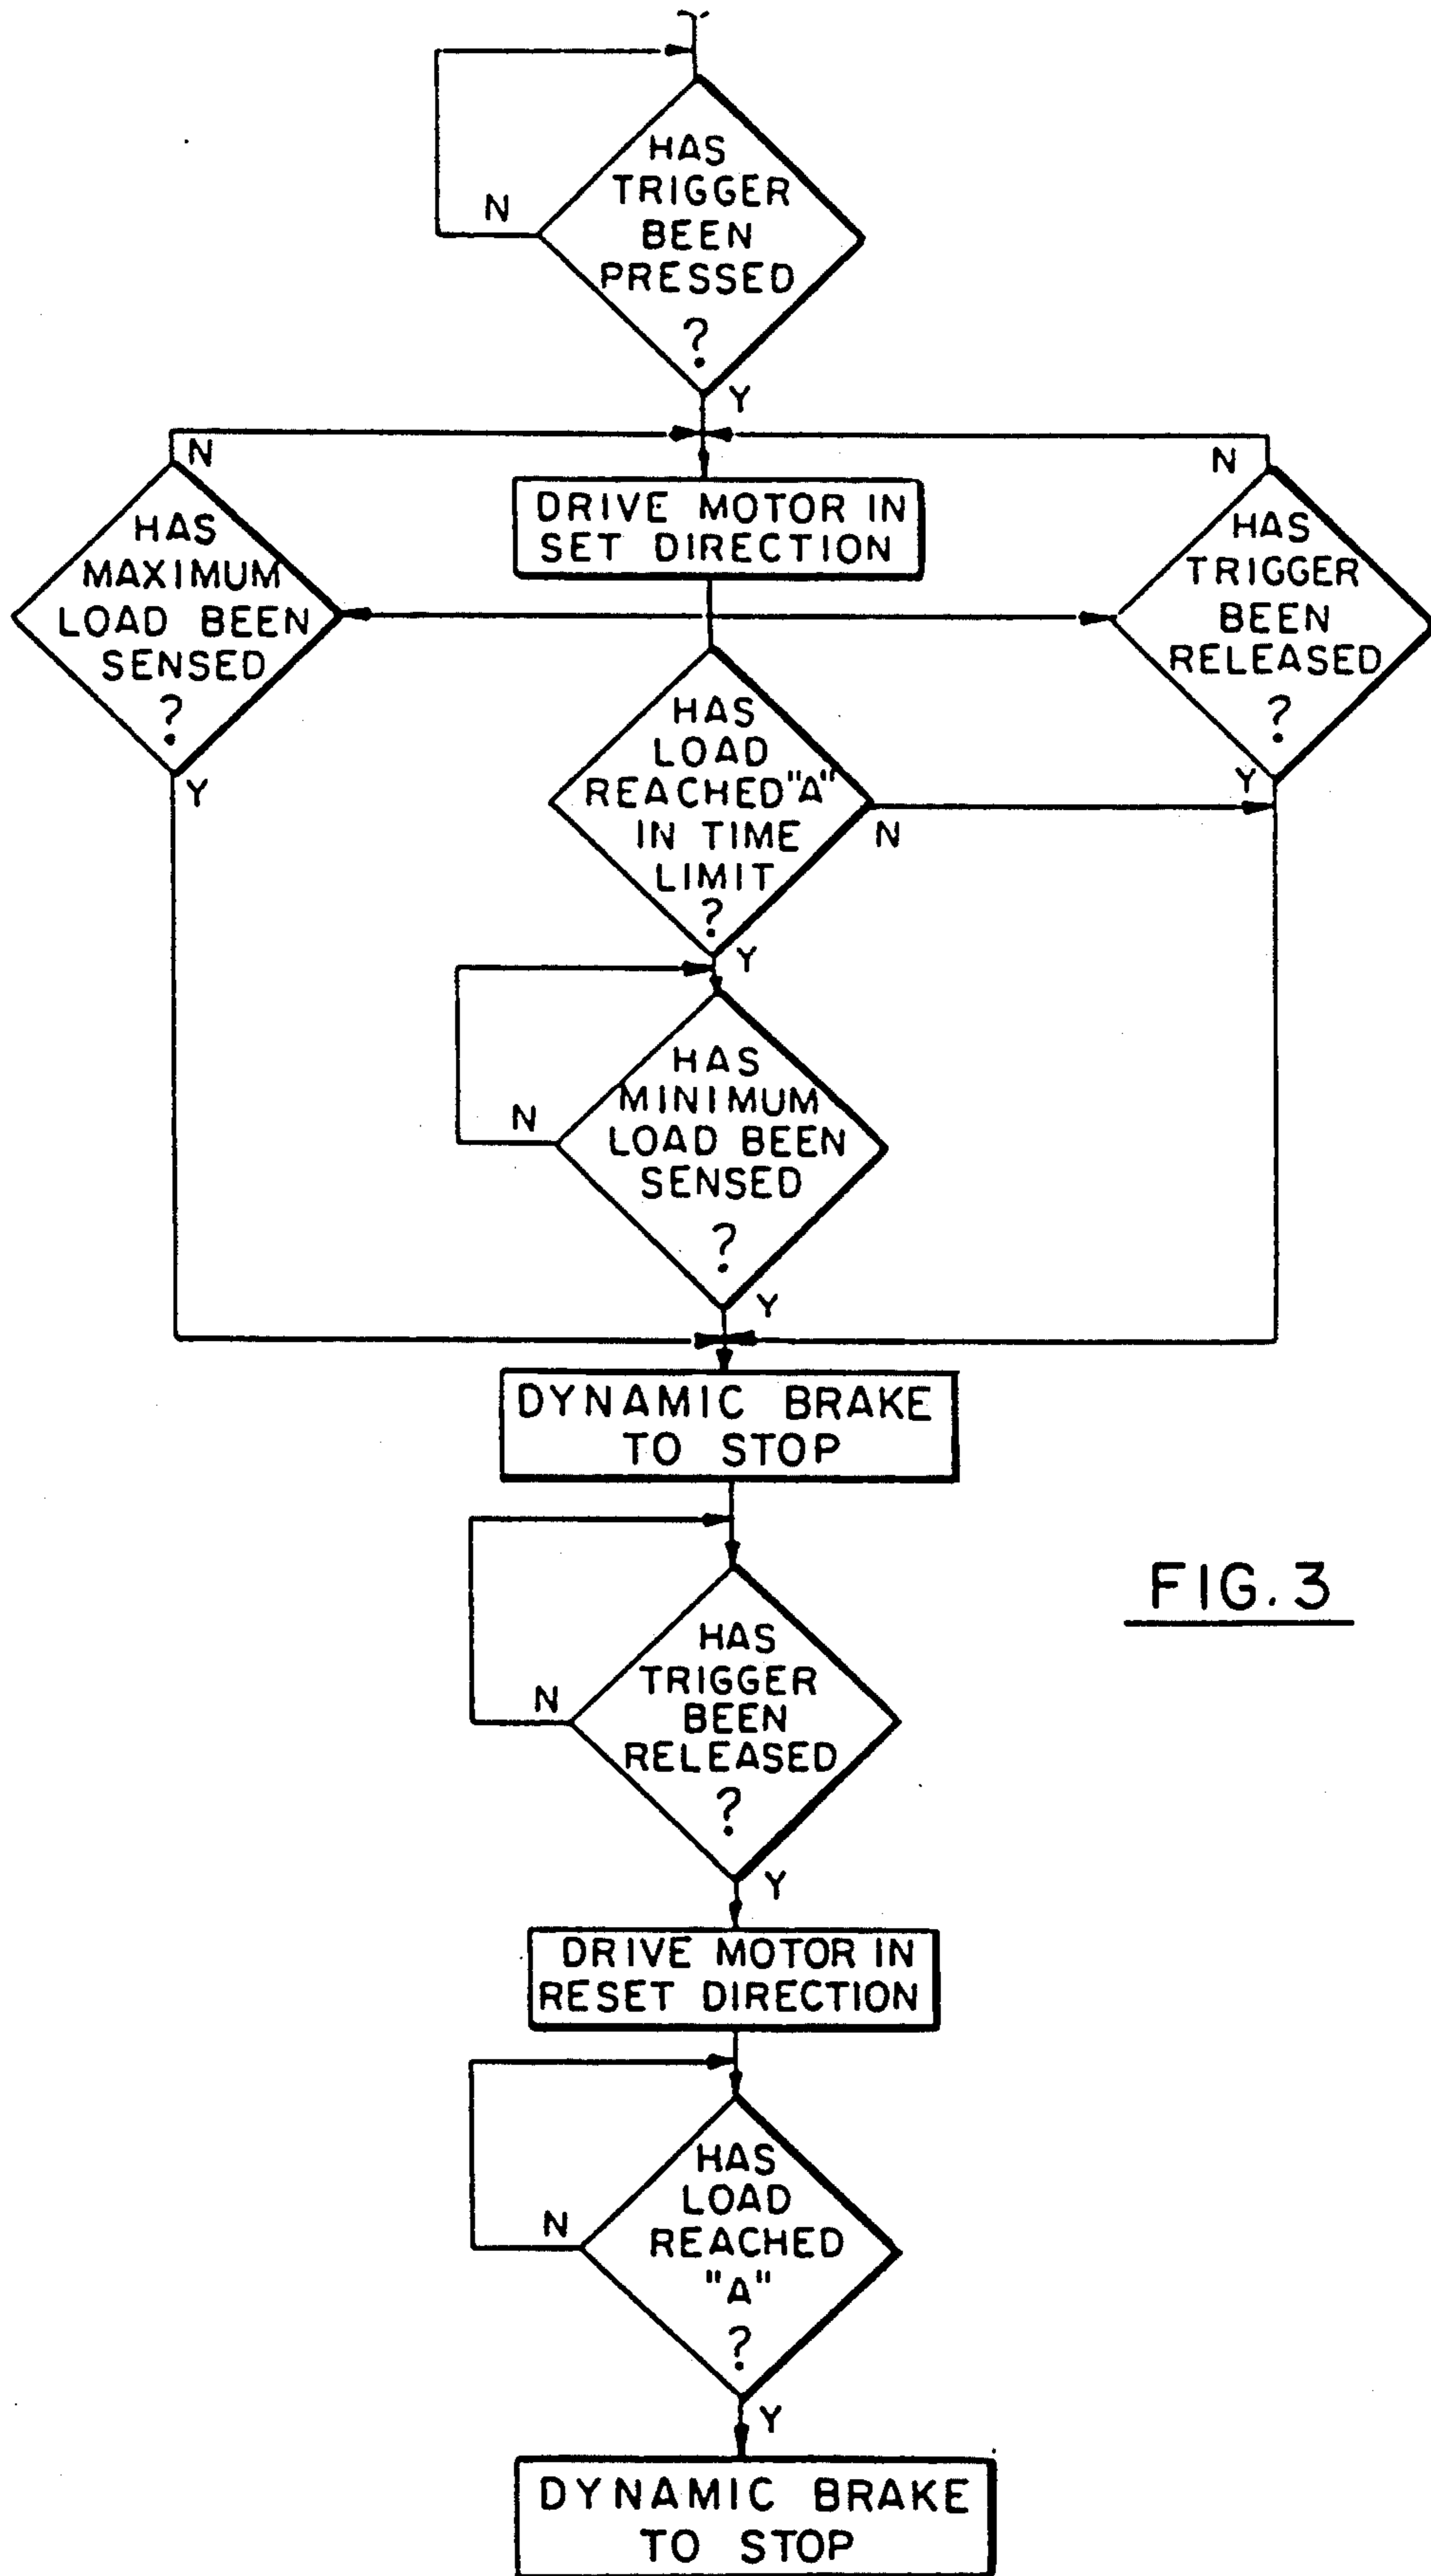 HAS
TRIGGER
BEEN
PRESSED
?
N
Y
DRIVE MOTOR IN
SET DIRECTION
N
HAS
MAXIMUM
LOAD BEEN
SENSED
?
Y
N
HAS
TRIGGER
BEEN
RELEASED
?
Y
HAS
LOAD
REACHED "A"
IN TIME
LIMIT
?
N
Y
HAS
MINIMUM
LOAD BEEN
SENSED
?
N
Y
DYNAMIC BRAKE
TO STOP
HAS
TRIGGER
BEEN
RELEASED
?
N
Y
FIG. 3
DRIVE MOTOR IN
RESET DIRECTION
HAS
LOAD
REACHED
"A"
?
N
Y
DYNAMIC BRAKE
TO STOP